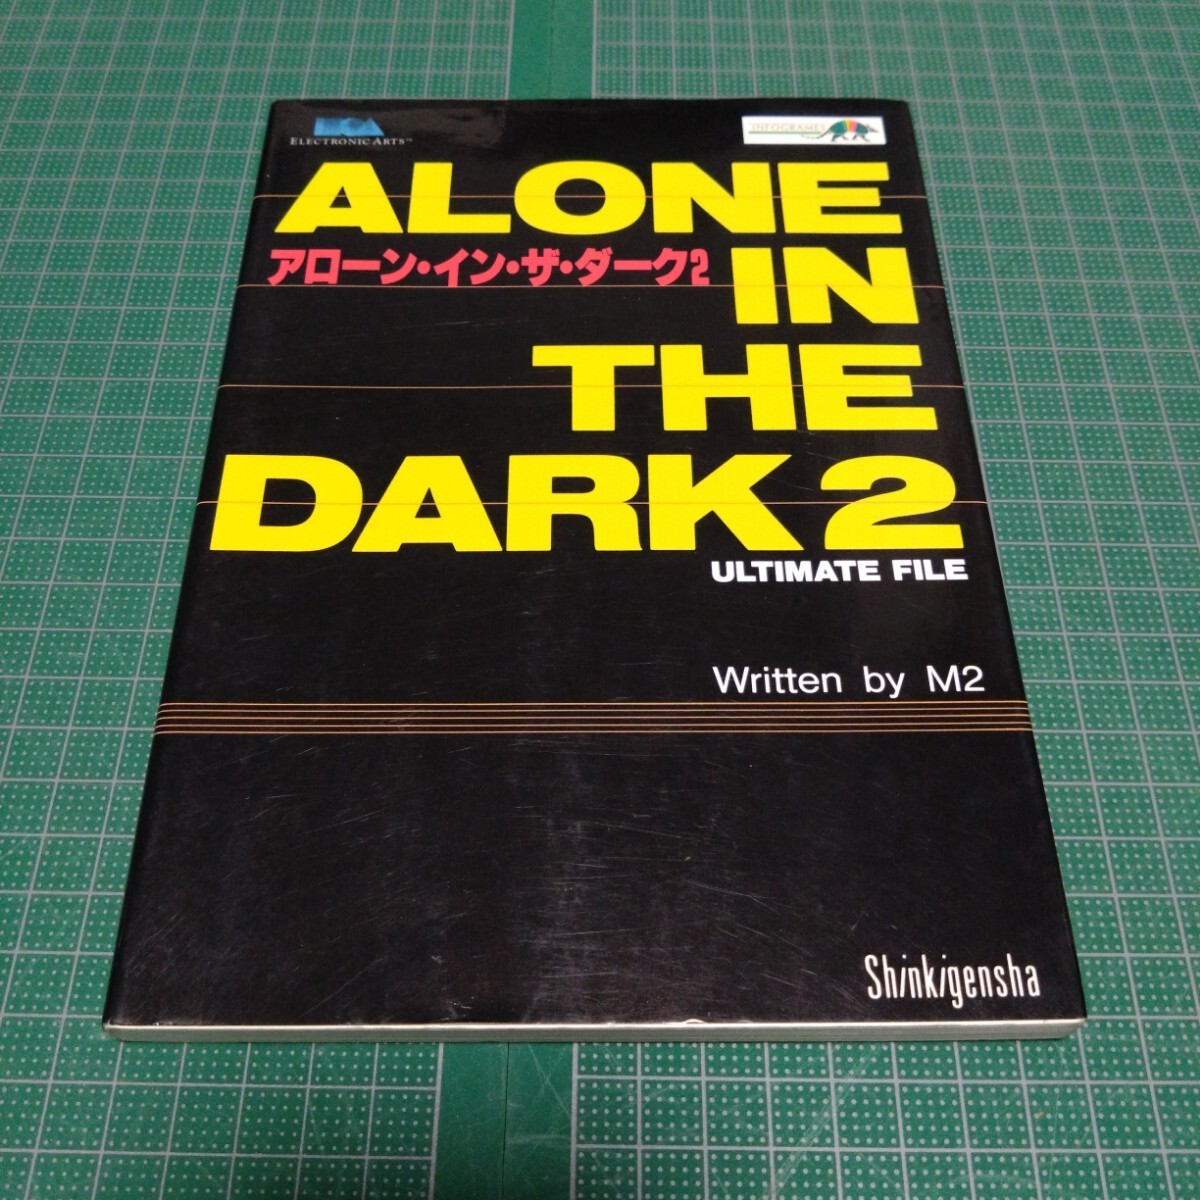 ELECTRONIC ARTS™
INFOGRAMES
ALONE
アローン・イン・ザ・ダーク2
IN
THE
DARK 2
ULTIMATE FILE
Written by M2
Shinkigensha